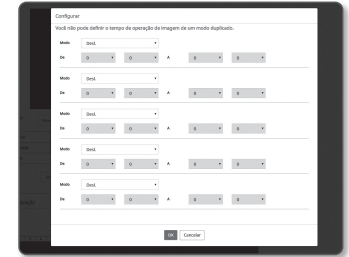 Configurar
Você não pode definir o tempo de operação de imagem de um modo duplicado.
Modo Desl.
De 0 0 A 0 0
Modo Desl.
De 0 0 A 0 0
Modo Desl.
De 0 0 A 0 0
Modo Desl.
De 0 0 A 0 0
Modo Desl.
De 0 0 A 0 0
OK Cancelar